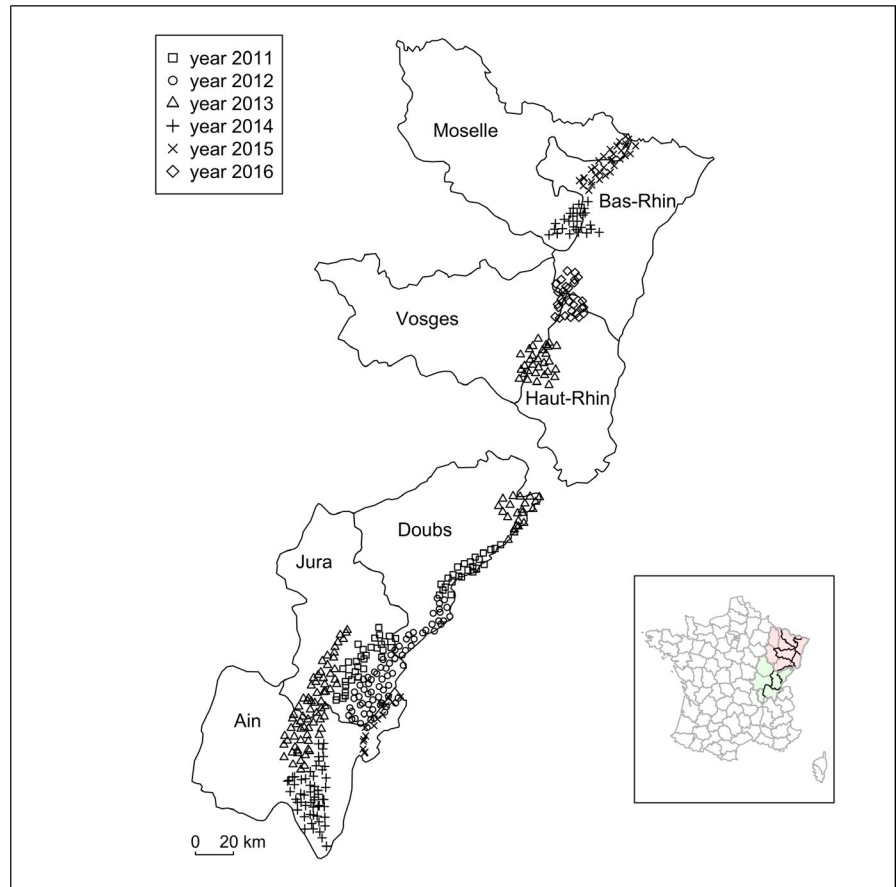 year 2011
year 2012
year 2013
year 2014
year 2015
year 2016
Moselle
Bas-Rhin
Vosges
Haut-Rhin
Doubs
Jura
Ain
0 20 km